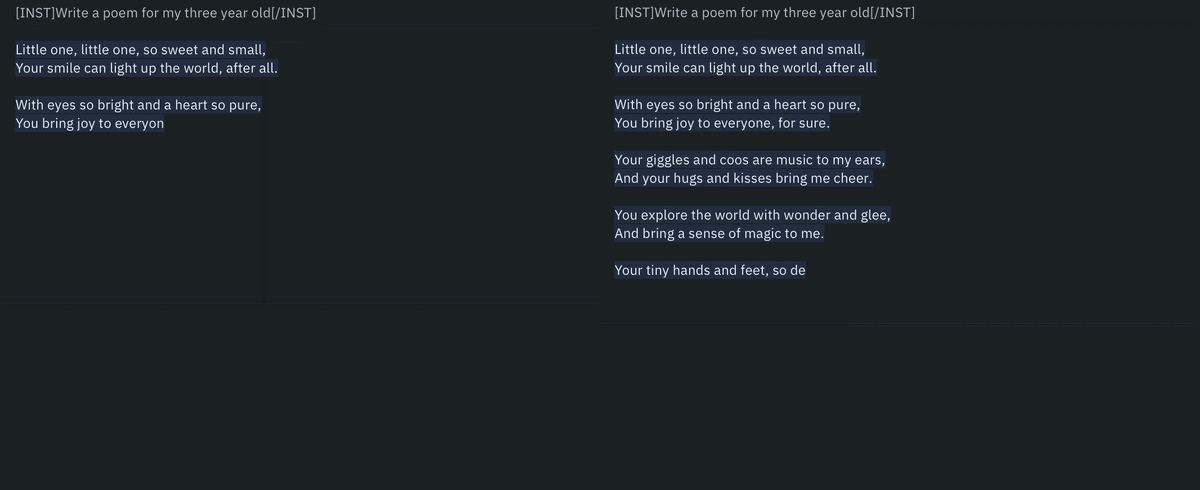 [INST]Write a poem for my three year old[/INST]
Little one, little one, so sweet and small,
Your smile can light up the world, after all.
With eyes so bright and a heart so pure,
You bring joy to everyon
[INST]Write a poem for my three year old[/INST]
Little one, little one, so sweet and small,
Your smile can light up the world, after all.
With eyes so bright and a heart so pure,
You bring joy to everyone, for sure.
Your giggles and coos are music to my ears,
And your hugs and kisses bring me cheer.
You explore the world with wonder and glee,
And bring a sense of magic to me.
Your tiny hands and feet, so de